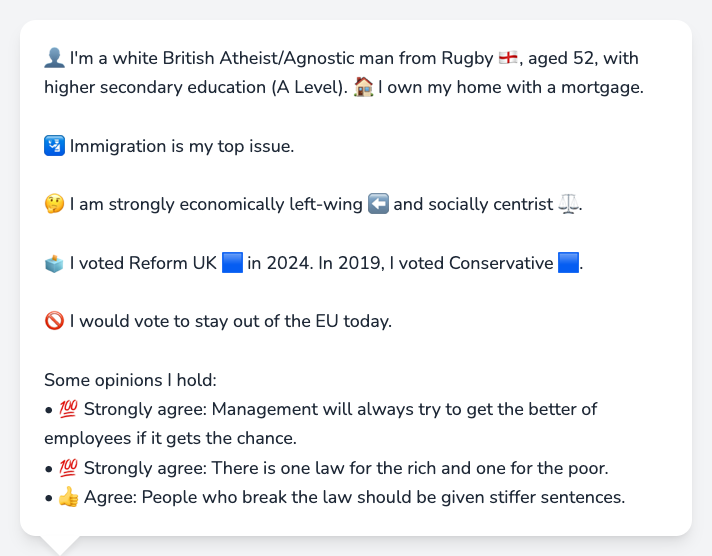 👤 I'm a white British Atheist/Agnostic man from Rugby 🏴󠁧󠁢󠁥󠁮󠁧󠁿, aged 52, with
higher secondary education (A Level). 🏠 I own my home with a mortgage.
🛂 Immigration is my top issue.
🤔 I am strongly economically left-wing ⬅️ and socially centrist ⚖️.
🗳️ I voted Reform UK 🟦 in 2024. In 2019, I voted Conservative 🟦.
🚫 I would vote to stay out of the EU today.
Some opinions I hold:
• 💯 Strongly agree: Management will always try to get the better of
employees if it gets the chance.
• 💯 Strongly agree: There is one law for the rich and one for the poor.
• 👍 Agree: People who break the law should be given stiffer sentences.